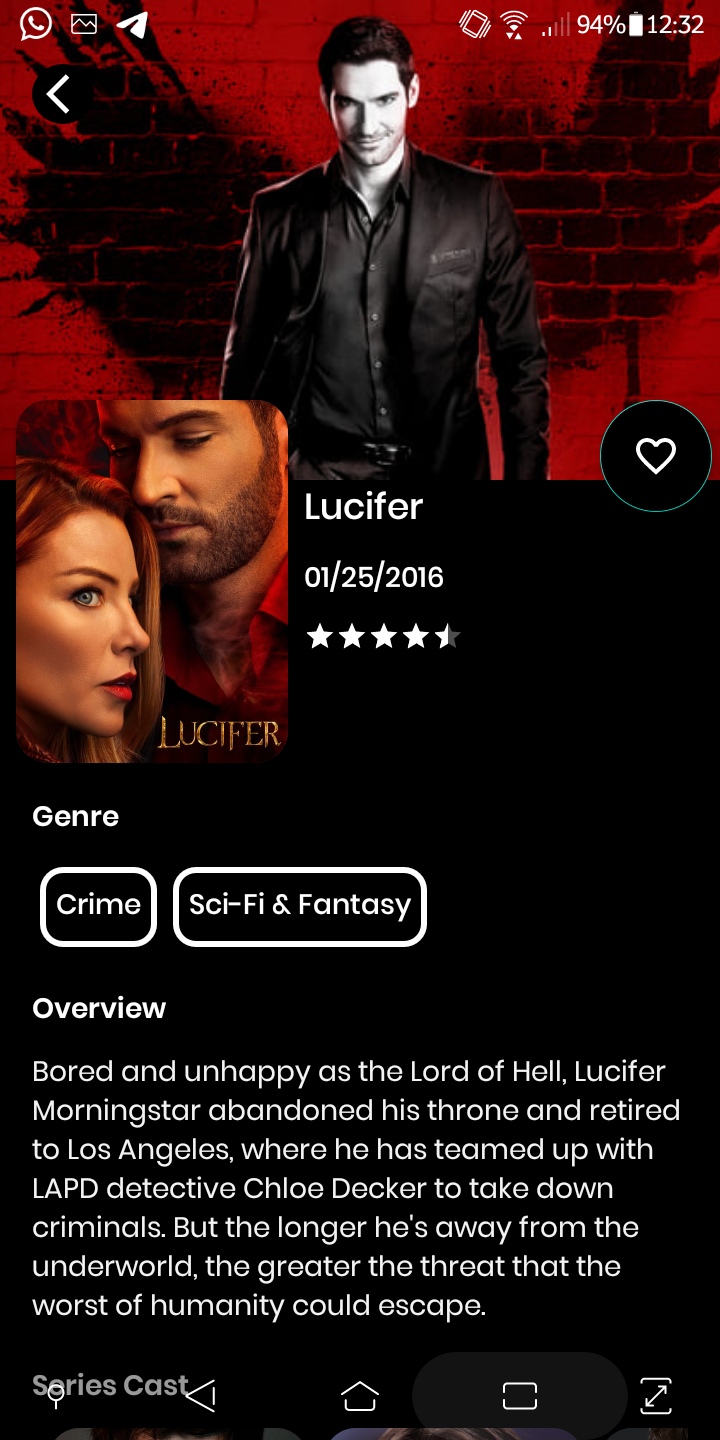 94% 12:32
LUCIFER
Lucifer
01/25/2016
Genre
Crime
Sci-Fi & Fantasy
Overview
Bored and unhappy as the Lord of Hell, Lucifer
Morningstar abandoned his throne and retired
to Los Angeles, where he has teamed up with
LAPD detective Chloe Decker to take down
criminals. But the longer he's away from the
underworld, the greater the threat that the
worst of humanity could escape.
Series Cast